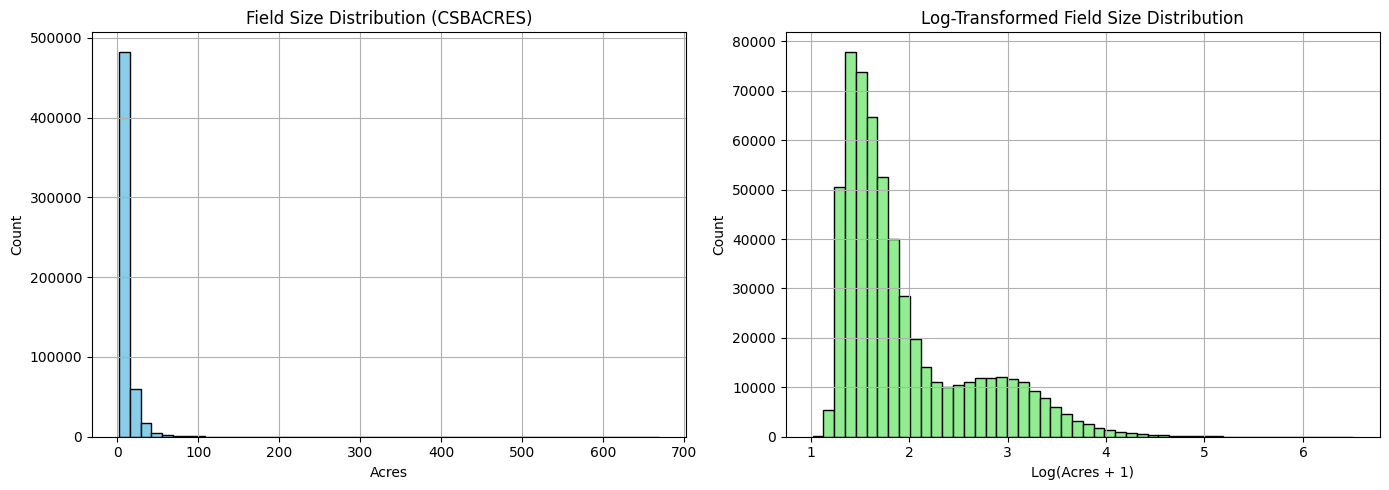 Field Size Distribution (CSBACRES)
500000
400000
300000
200000
100000
0
Count
0 100 200 300 400 500 600 700
Acres
Log-Transformed Field Size Distribution
80000
70000
60000
50000
40000
30000
20000
10000
0
Count
1 2 3 4 5 6
Log(Acres + 1)